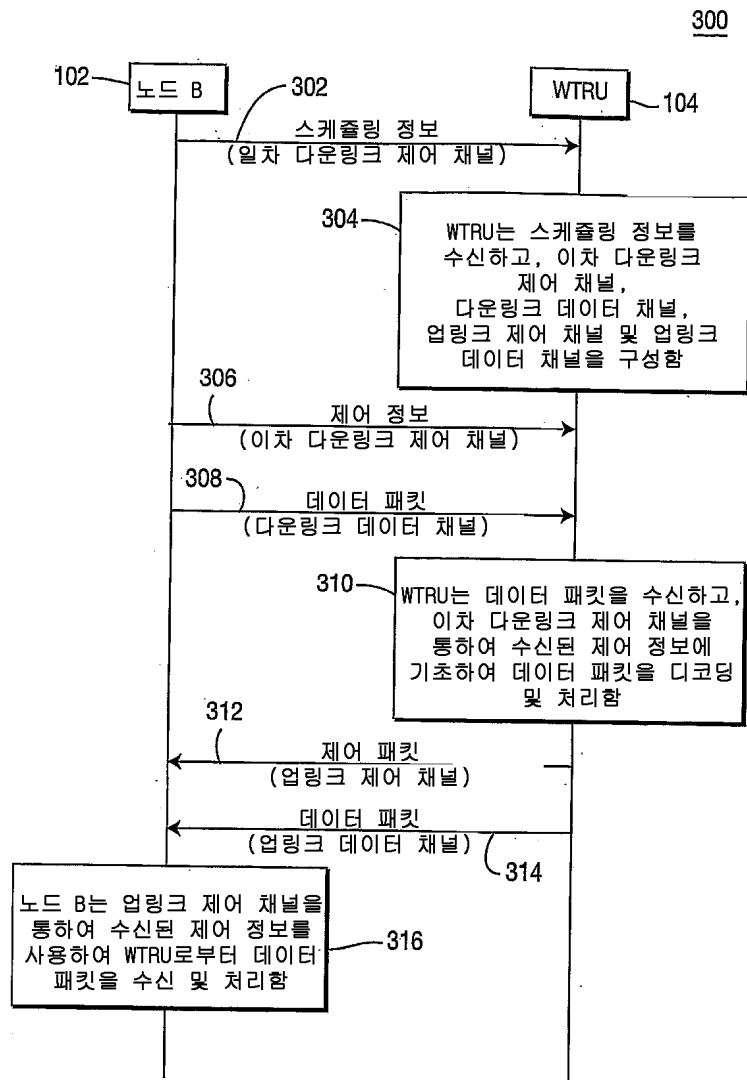 300
102
노드 B
302
WTRU
104
스케쥴링 정보
(일차 다운링크 제어 채널)
304
WTRU는 스케쥴링 정보를
수신하고, 이차 다운링크
제어 채널,
다운링크 데이터 채널,
업링크 제어 채널 및 업링크
데이터 채널을 구성함
306
제어 정보
(이차 다운링크 제어 채널)
308
데이터 패킷
(다운링크 데이터 채널)
310
WTRU는 데이터 패킷을 수신하고,
이차 다운링크 제어 채널을
통하여 수신된 제어 정보에
기초하여 데이터 패킷을 디코딩
및 처리함
312
제어 패킷
(업링크 제어 채널)
데이터 패킷
(업링크 데이터 채널)
314
노드 B는 업링크 제어 채널을
통하여 수신된 제어 정보를
사용하여 WTRU로부터 데이터
패킷을 수신 및 처리함
316